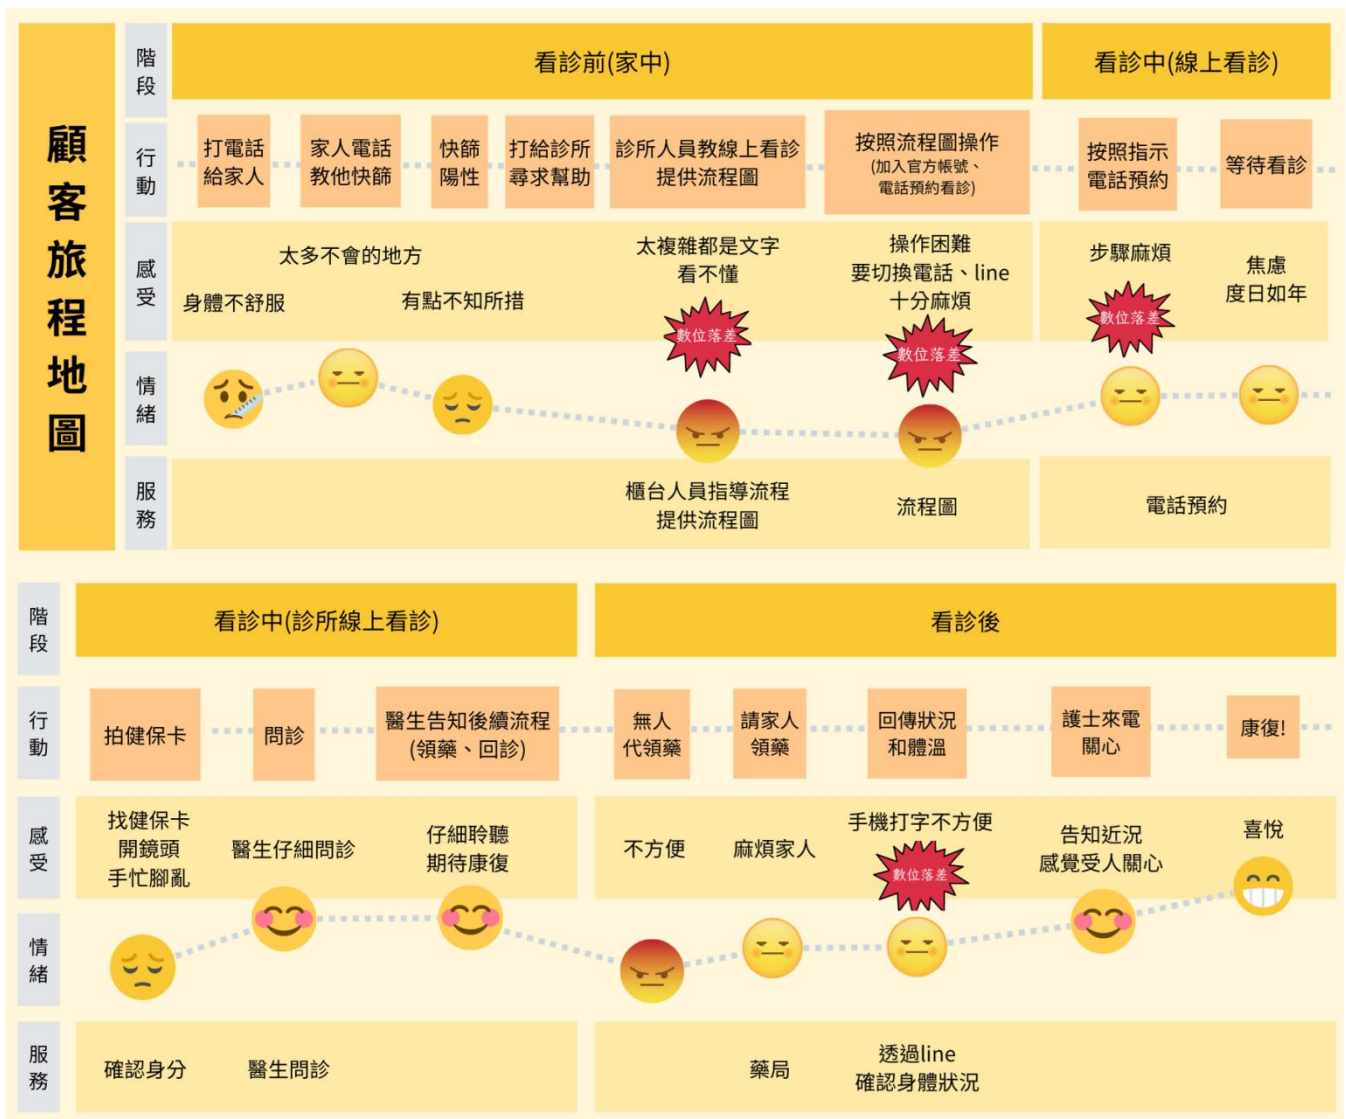 顧客旅程地圖
階段
看診前(家中)
看診中(線上看診)
行動
打電話
給家人
家人電話
教他快篩
快篩
陽性
打給診所
尋求幫助
診所人員教線上看診
提供流程圖
按照流程圖操作
(加入官方帳號、
電話預約看診)
按照指示
電話預約
等待看診
感受
身體不舒服
太多不會的地方
有點不知所措
太複雜都是文字
看不懂
數位落差
操作困難
要切換電話、line
十分麻煩
數位落差
步驟麻煩
數位落差
焦慮
度日如年
情緒
服務
櫃台人員指導流程
提供流程圖
流程圖
電話預約
階段
看診中(診所線上看診)
看診後
行動
拍健保卡
問診
醫生告知後續流程
(領藥、回診)
無人
代領藥
請家人
領藥
回傳狀況
和體溫
護士來電
關心
康復!
感受
找健保卡
開鏡頭
手忙腳亂
醫生仔細問診
仔細聆聽
期待康復
不方便
麻煩家人
手機打字不方便
數位落差
告知近況
感覺受人關心
喜悅
情緒
服務
確認身分
醫生問診
藥局
透過line
確認身體狀況